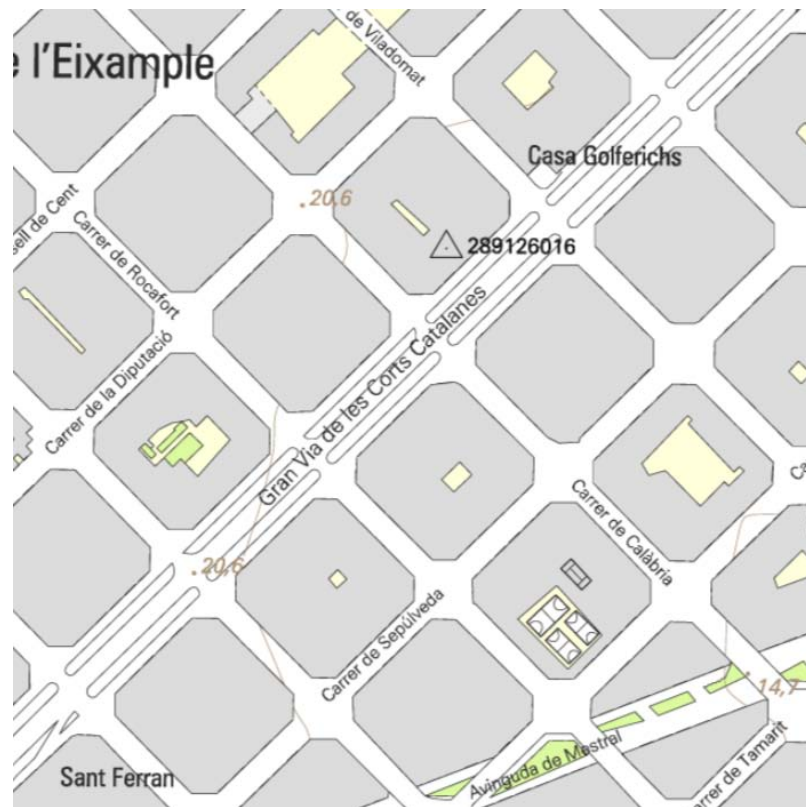 de Viladomat
l'Eixample
Casa Golferichs
20,6
289126016
sell de Cent
Carrer de Rocafort
Gran Via de les Corts Catalanes
Carrer de la Diputació
Carrer de Calàbria
20,6
Carrer de Sepúlveda
14,7
Avinguda de Mistral
rrer de Tamarit
Sant Ferran